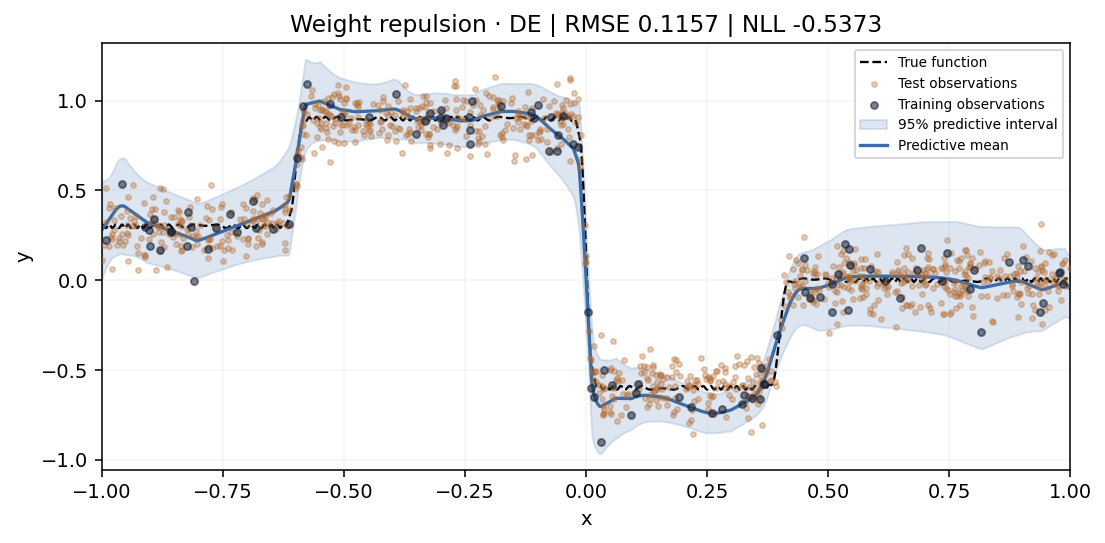 Weight repulsion · DE | RMSE 0.1157 | NLL -0.5373
True function
Test observations
Training observations
95% predictive interval
Predictive mean
1.0
0.5
0.0
−0.5
−1.0
y
−1.00 −0.75 −0.50 −0.25 0.00 0.25 0.50 0.75 1.00
x